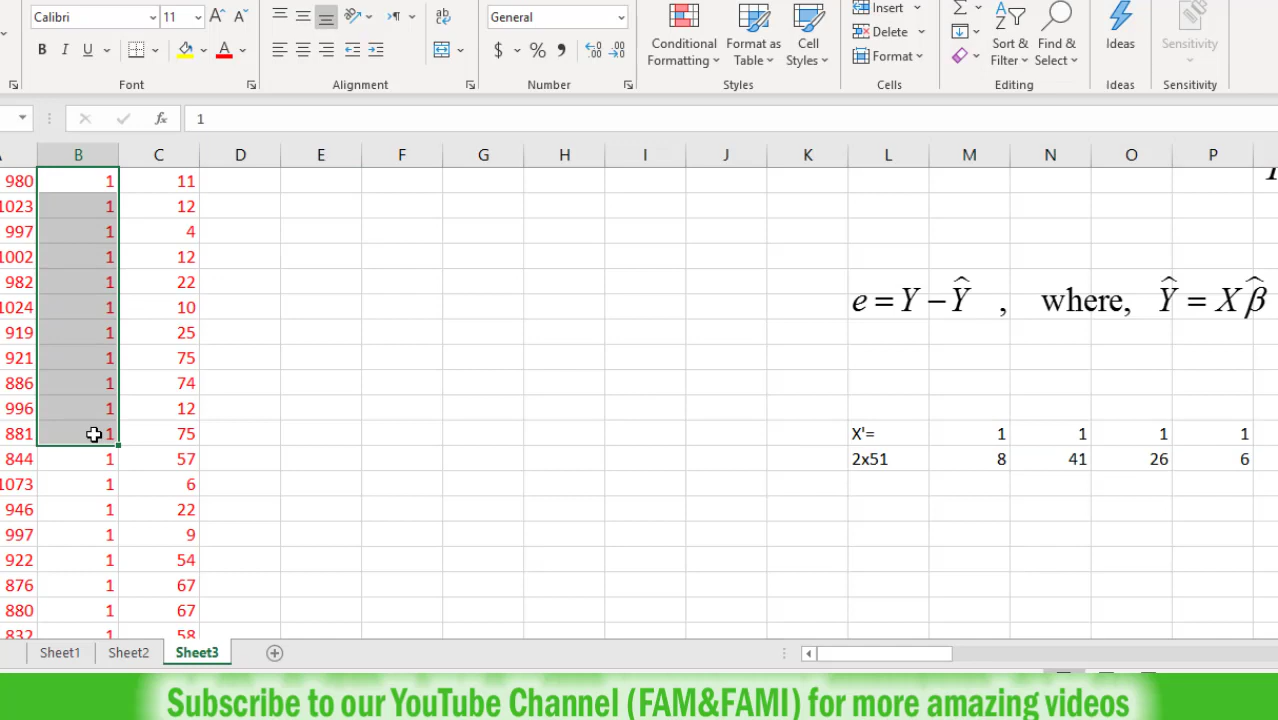 Calibri 11 General Insert
B I U $ % Conditional Formatting Format as Table Cell Styles Delete Format Sort & Filter Find & Select Ideas Sensitivity
Font Alignment Number Styles Cells Editing Ideas Sensitivity
fx 1
B C D E F G H I J K L M N O P
980 1 11
1023 1 12
997 1 4
1002 1 12
982 1 22
e = Y − Ŷ , where, Ŷ = X β̂
1024 1 10
919 1 25
921 1 75
886 1 74
996 1 12
881 1 75 X'= 1 1 1 1
844 1 57 2x51 8 41 26 6
1073 1 6
946 1 22
997 1 9
922 1 54
876 1 67
880 1 67
832 1 58
Sheet1 Sheet2 Sheet3
Subscribe to our YouTube Channel (FAM&FAMI) for more amazing videos